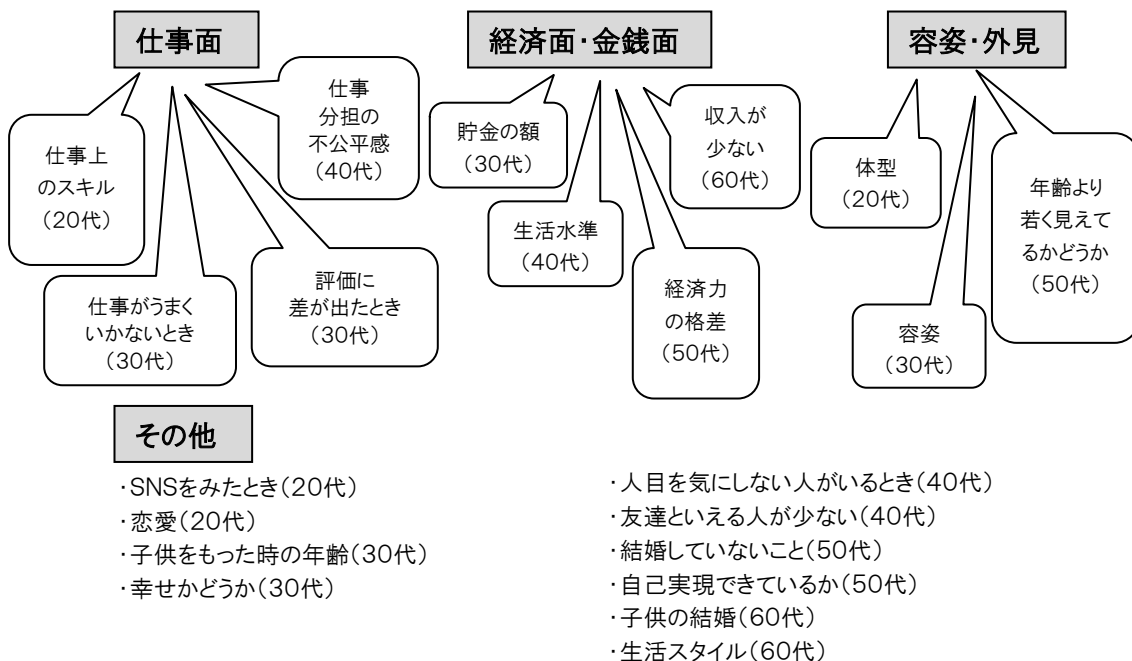 仕事面
仕事上
のスキル
(20代)
仕事がうまく
いかないとき
(30代)
評価に
差が出たとき
(30代)
仕事
分担の
不公平感
(40代)
経済面・金銭面
貯金の額
(30代)
生活水準
(40代)
経済力
の格差
(50代)
収入が
少ない
(60代)
容姿・外見
体型
(20代)
容姿
(30代)
年齢より
若く見えて
るかどうか
(50代)
その他
・SNSをみたとき(20代)
・恋愛(20代)
・子供をもった時の年齢(30代)
・幸せかどうか(30代)
・人目を気にしない人がいるとき(40代)
・友達といえる人が少ない(40代)
・結婚していないこと(50代)
・自己実現できているか(50代)
・子供の結婚(60代)
・生活スタイル(60代)